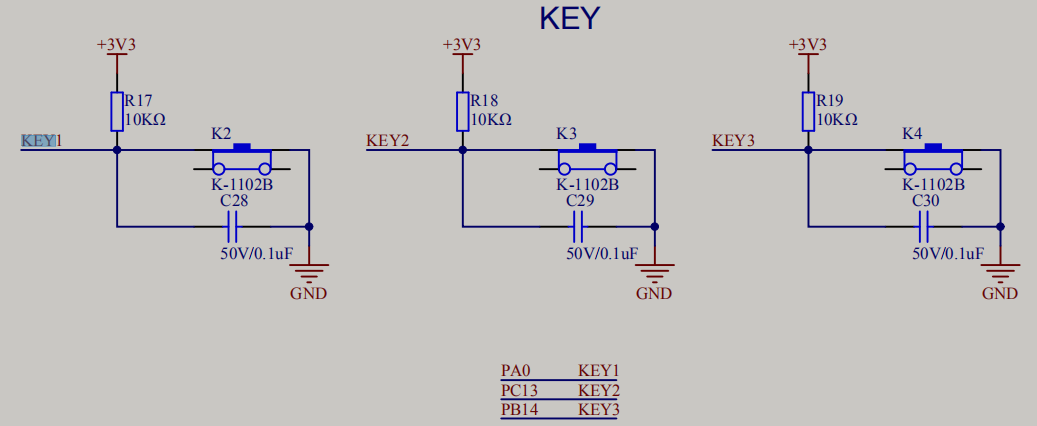 KEY
+3V3 +3V3 +3V3
R17 R18 R19
10KΩ 10KΩ 10KΩ
KEY1 K2 KEY2 K3 KEY3 K4
K-1102B K-1102B K-1102B
C28 C29 C30
50V/0.1uF 50V/0.1uF 50V/0.1uF
GND GND GND
PA0 KEY1
PC13 KEY2
PB14 KEY3